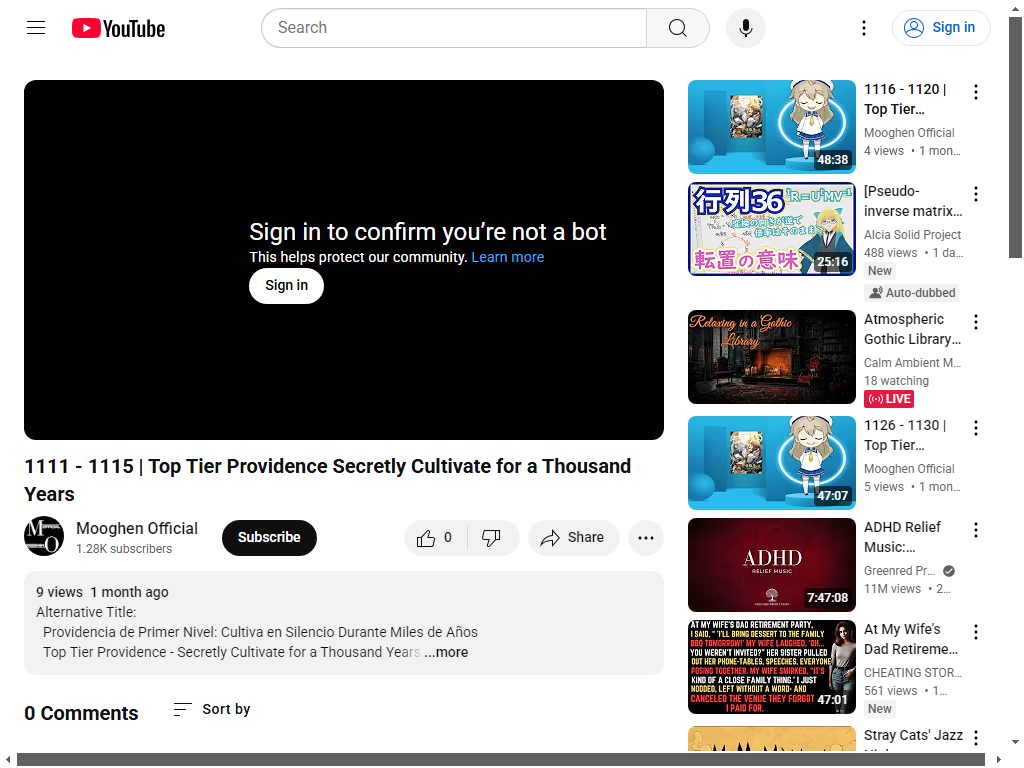 YouTube
Search
Sign in
Sign in to confirm you're not a bot
This helps protect our community. Learn more
Sign in
1111 - 1115 | Top Tier Providence Secretly Cultivate for a Thousand
Years
Mooghen Official
1.28K subscribers
Subscribe
0
Share
9 views 1 month ago
Alternative Title:
Providencia de Primer Nivel: Cultiva en Silencio Durante Miles de Años
Top Tier Providence - Secretly Cultivate for a Thousand Years ...more
0 Comments
Sort by
48:38
1116 - 1120 |
Top Tier...
Mooghen Official
4 views • 1 mon...
行列36
転置の意味
25:16
[Pseudo-
inverse matrix...
Alcia Solid Project
488 views • 1 da...
New
Auto-dubbed
Relaxing in a Gothic
Library
Atmospheric
Gothic Library...
Calm Ambient M...
18 watching
LIVE
47:07
1126 - 1130 |
Top Tier...
Mooghen Official
5 views • 1 mon...
ADHD
RELIEF MUSIC
7:47:08
ADHD Relief
Music:...
Greenred Pr...
11M views • 2...
AT MY WIFE'S DAD RETIREMENT PARTY,
I SAID, "I'LL BRING DESSERT TO THE FAMILY
BBQ TOMORROW!' MY WIFE LAUGHED, 'OH...
YOU WEREN'T INVITED?" HER SISTER PULLED
OUT HER PHONE-TABLES, SPEECHES, EVERYONE
POSING TOGETHER. MY WIFE SMIRKED, "IT'S
KIND OF A CLOSE FAMILY THING.' I JUST
NODDED, LEFT WITHOUT A WORD- AND
CANCELED THE VENUE THEY FORGOT
I PAID FOR.
47:01
At My Wife's
Dad Retireme...
CHEATING STOR...
561 views • 1...
New
Stray Cats' Jazz